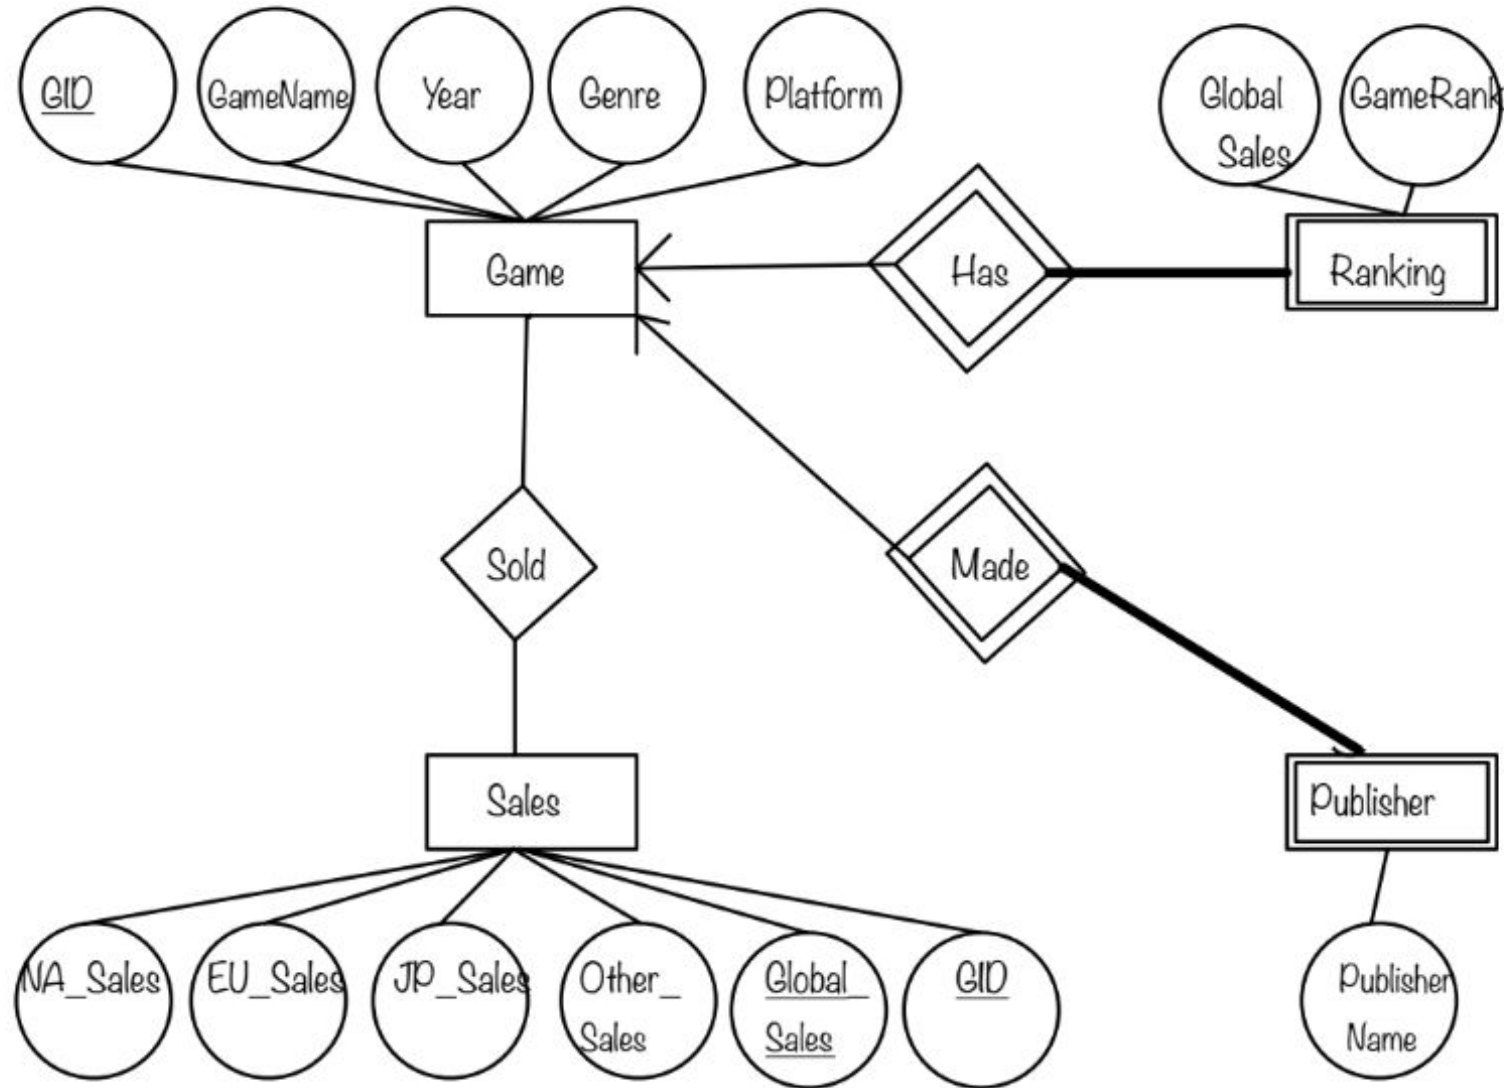 GID
GameName
Year
Genre
Platform
Global
Sales
GameRank
Game
Has
Ranking
Sold
Made
Sales
Publisher
NA_Sales
EU_Sales
JP_Sales
Other_
Sales
Global_
Sales
GID
Publisher
Name